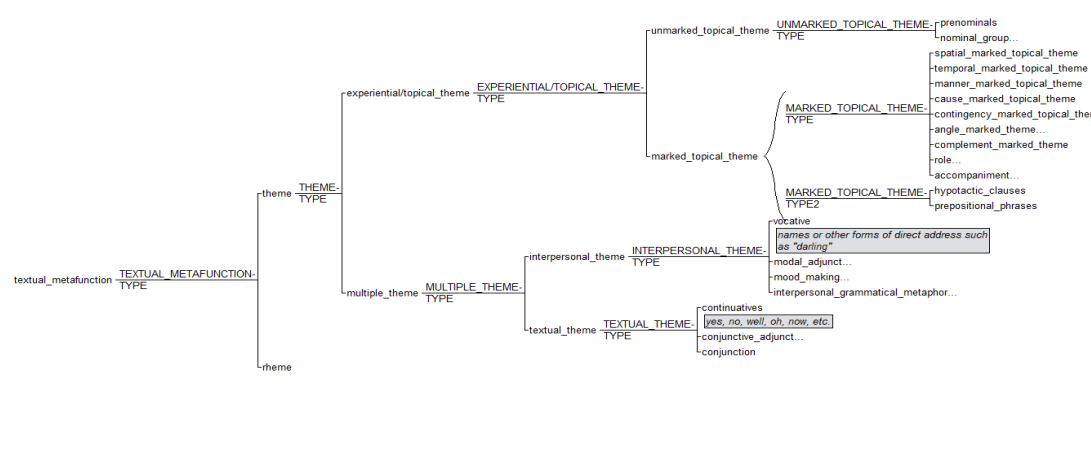 prenominals
unmarked_topical_theme UNMARKED_TOPICAL_THEME-
TYPE
nominal_group...
spatial_marked_topical_theme
temporal_marked_topical_theme
manner_marked_topical_theme
experiential/topical_theme EXPERIENTIAL/TOPICAL_THEME-
TYPE
cause_marked_topical_theme
MARKED_TOPICAL_THEME-
TYPE
contingency_marked_topical_the
angle_marked_theme...
complement_marked_theme
marked_topical_theme
role...
accompaniment...
theme THEME-
TYPE
MARKED_TOPICAL_THEME-
TYPE2
hypotactic_clauses
prepositional_phrases
vocative
names or other forms of direct address such
as "darling"
interpersonal_theme INTERPERSONAL_THEME-
TYPE
modal_adjunct...
mood_making...
textual_metafunction TEXTUAL_METAFUNCTION-
TYPE
multiple_theme MULTIPLE_THEME-
TYPE
interpersonal_grammatical_metaphor...
continuatives
yes, no, well, oh, now, etc.
textual_theme TEXTUAL_THEME-
TYPE
conjunctive_adjunct...
conjunction
rheme